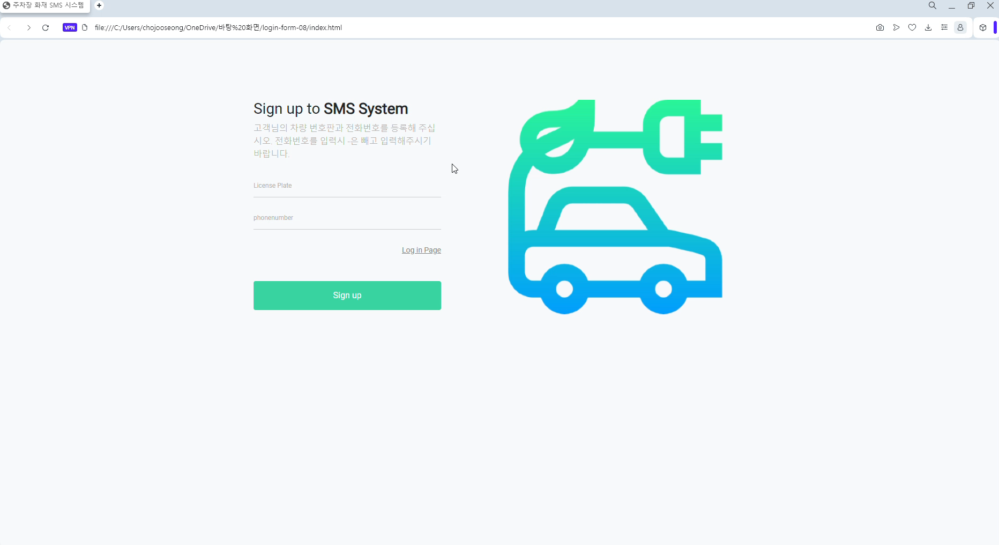 주차장 화재 SMS 시스템
VPN
file:///C:/Users/chojooseong/OneDrive/바탕%20화면/login-form-08/index.html
Sign up to SMS System
고객님의 차량 번호판과 전화번호를 등록해 주십
시오. 전화번호를 입력시 -은 빼고 입력해주시기
바랍니다.
License Plate
phonenumber
Log in Page
Sign up